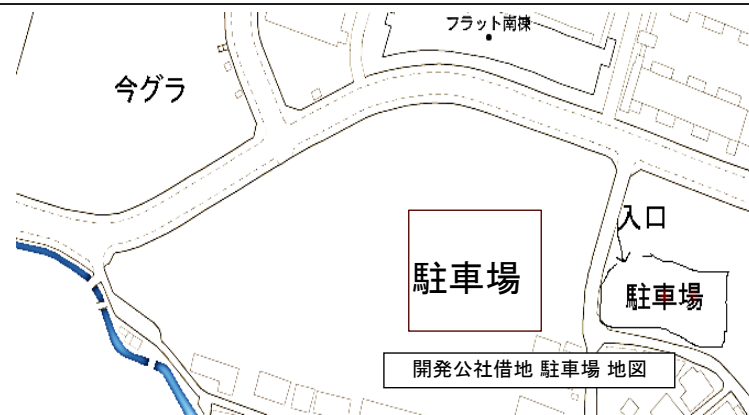 フラット南棟
今グラ
入口
駐車場
駐車場
開発公社借地 駐車場 地図